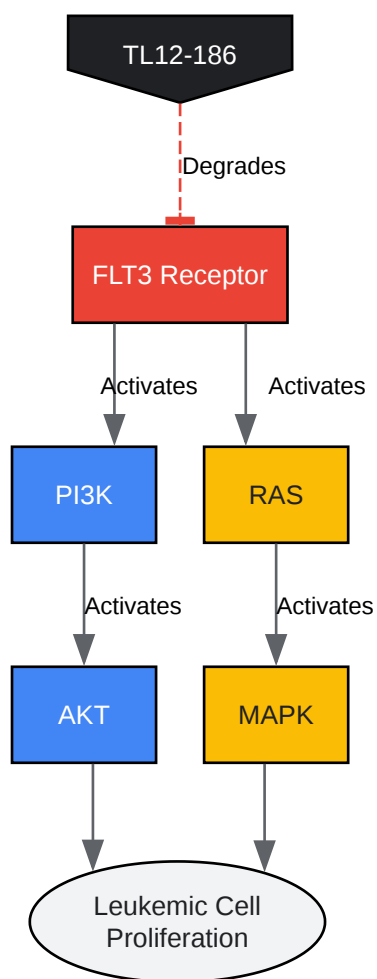 TL12-186
Degrades
FLT3 Receptor
Activates
Activates
PI3K
RAS
Activates
Activates
AKT
MAPK
Leukemic Cell
Proliferation